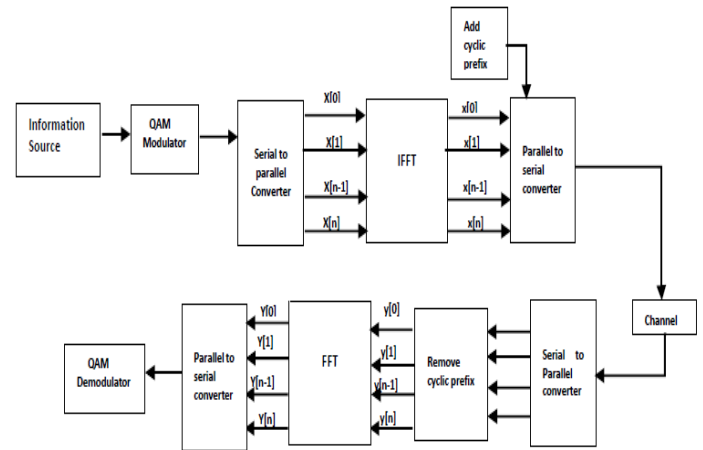 Add
cyclic
prefix
Information
Source
QAM
Modulator
Serial to
parallel
Converter
X[0]
X[1]
X[n-1]
X[n]
IFFT
x[0]
x[1]
x[n-1]
x[n]
Parallel to
serial
converter
Channel
Serial to
Parallel
converter
Remove
cyclic prefix
y[0]
y[1]
y[n-1]
y[n]
FFT
Y[0]
Y[1]
Y[n-1]
Y[n]
Parallel to
serial
converter
QAM
Demodulator